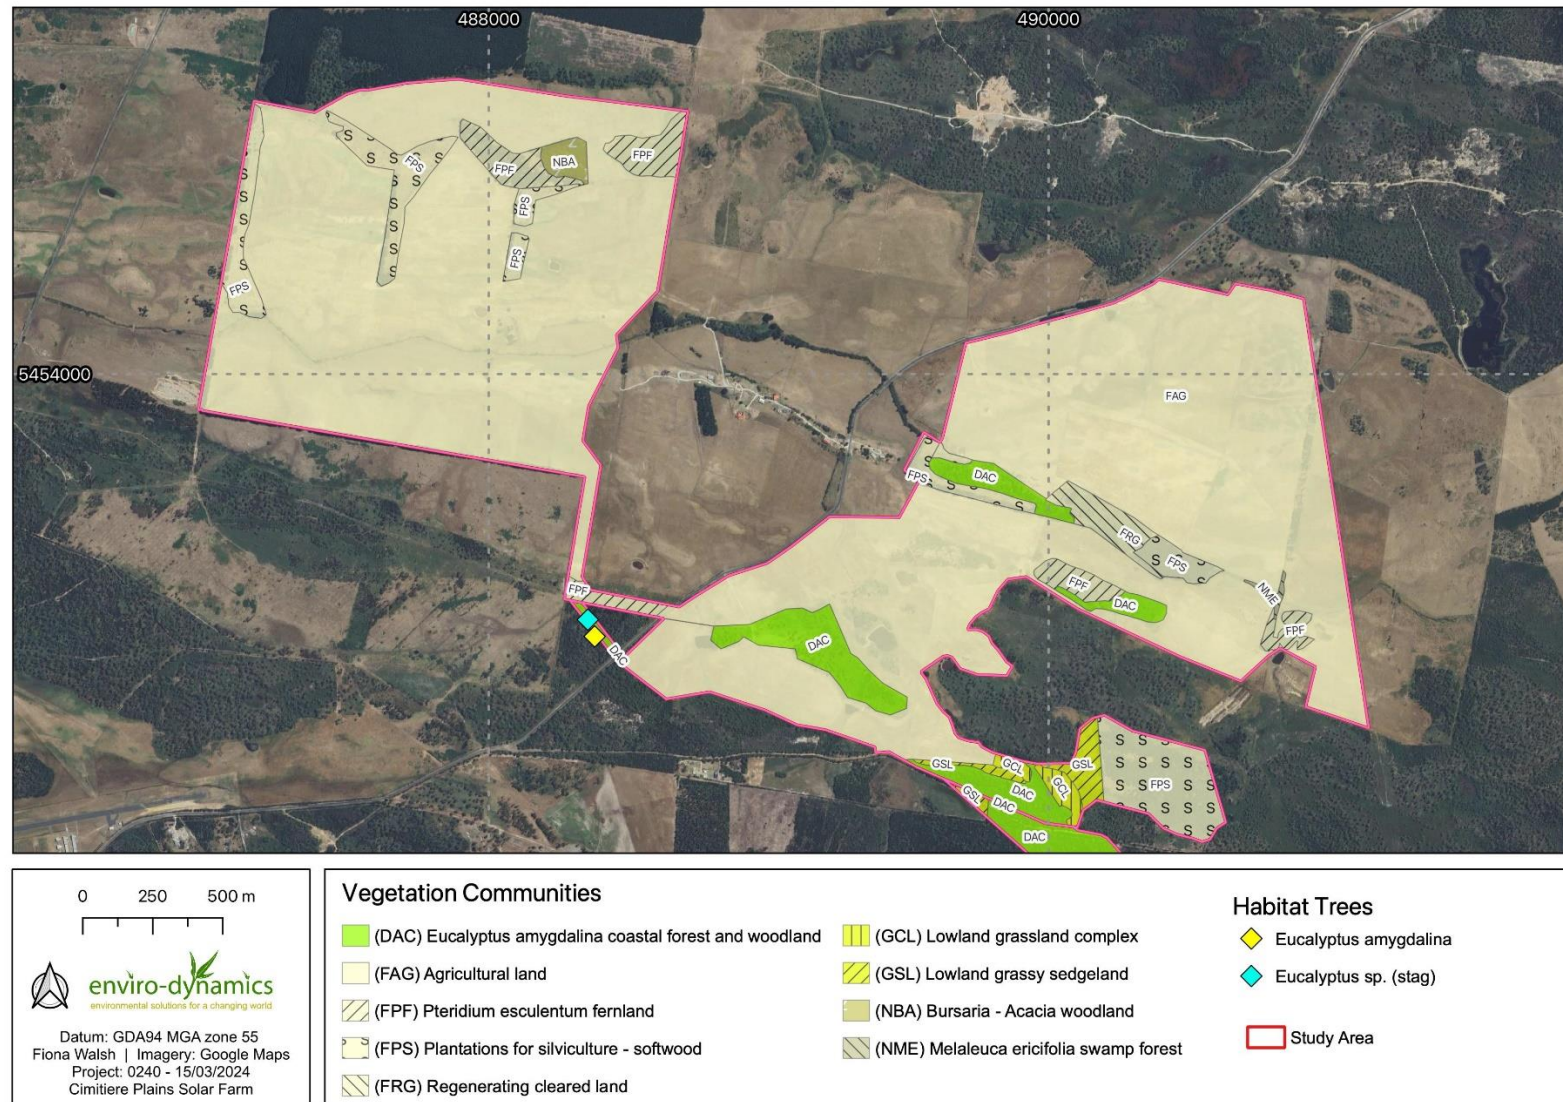 488000
490000
5454000
S
S
S
S
S
S
S
S
FPS
S
S
S
S
FPS
S
S
S
S
S
S
S
FPF
NBA
FPF
S
S
FPS
FPS
FAG
S
S
FPS
S
S
S
DAC
FRG
S
S
FPS
S
FPF
DAC
NME
FPF
FPF
DAC
DAC
GSL
GCL
GSL
GCL
DAC
GSL
DAC
DAC
S S S
S S S S
S FPS S S
S S S S
S S
0 250 500 m
enviro-dynamics
environmental solutions for a changing world
Datum: GDA94 MGA zone 55
Fiona Walsh | Imagery: Google Maps
Project: 0240 - 15/03/2024
Cimitiere Plains Solar Farm
Vegetation Communities
(DAC) Eucalyptus amygdalina coastal forest and woodland
(FAG) Agricultural land
(FPF) Pteridium esculentum fernland
(FPS) Plantations for silviculture - softwood
(FRG) Regenerating cleared land
(GCL) Lowland grassland complex
(GSL) Lowland grassy sedgeland
(NBA) Bursaria - Acacia woodland
(NME) Melaleuca ericifolia swamp forest
Habitat Trees
Eucalyptus amygdalina
Eucalyptus sp. (stag)
Study Area